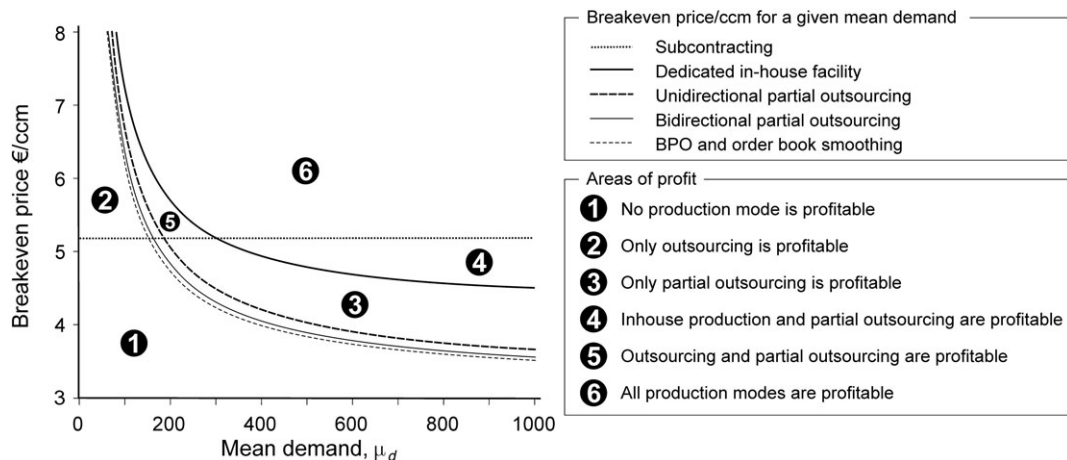 8
7
6
5
4
3
0
200
400
600
800
1000
Breakeven price €/ccm
Mean demand, μd
1
2
3
4
5
6
Breakeven price/ccm for a given mean demand
Subcontracting
Dedicated in-house facility
Unidirectional partial outsourcing
Bidirectional partial outsourcing
BPO and order book smoothing
Areas of profit
1 No production mode is profitable
2 Only outsourcing is profitable
3 Only partial outsourcing is profitable
4 Inhouse production and partial outsourcing are profitable
5 Outsourcing and partial outsourcing are profitable
6 All production modes are profitable